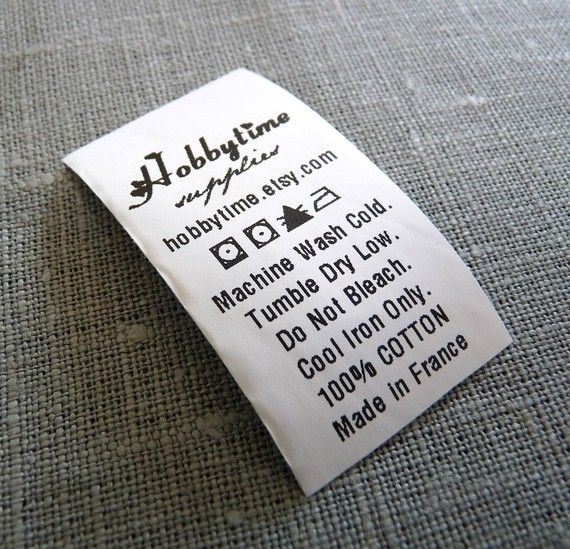 Hobbytime
supplies
hobbytime.etsy.com
Machine Wash Cold.
Tumble Dry Low.
Do Not Bleach.
Cool Iron Only.
100% COTTON
Made in France